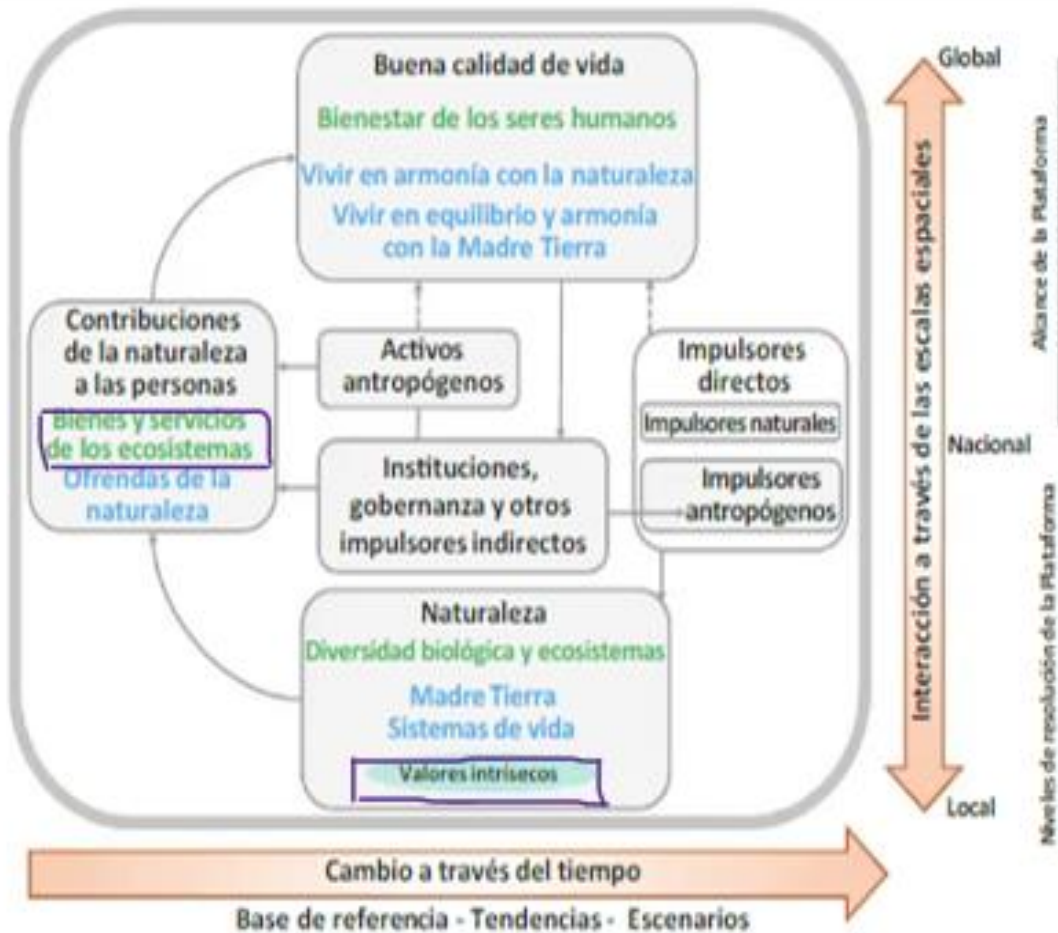 Buena calidad de vida
Bienestar de los seres humanos
Vivir en armonía con la naturaleza
Vivir en equilibrio y armonía
con la Madre Tierra
Contribuciones
de la naturaleza
a las personas
Bienes y servicios
de los ecosistemas
Ofrendas de la
naturaleza
Activos
antropógenos
Impulsores
directos
Impulsores naturales
Impulsores
antropógenos
Instituciones,
gobernanza y otros
impulsores indirectos
Naturaleza
Diversidad biológica y ecosistemas
Madre Tierra
Sistemas de vida
Valores intrísecos
Global
Nacional
Local
Interacción a través de las escalas espaciales
Alcance de la Plataforma
Niveles de resolución de la Plataforma
Cambio a través del tiempo
Base de referencia - Tendencias - Escenarios